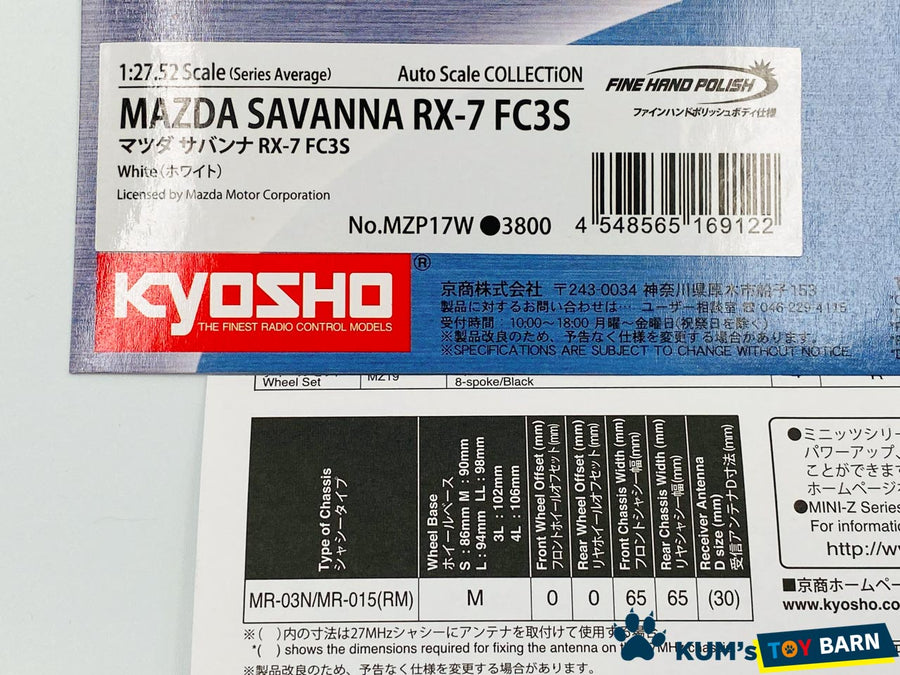 1:27.52 Scale (Series Average) Auto Scale COLLECTiON
FINE HAND POLISH
ファインハンドポリッシュボディ仕様
MAZDA SAVANNA RX-7 FC3S
マツダ サバンナ RX-7 FC3S
White (ホワイト)
Licensed by Mazda Motor Corporation
No.MZP17W ●3800
4 548565 169122
KYOSHO ®
THE FINEST RADIO CONTROL MODELS
京商株式会社 〒243-0034 神奈川県厚木市船子153
製品に対するお問い合わせは… ユーザー相談室 ☎046-229-4115
受付時間：10:00〜18:00 月曜〜金曜日(祝祭日を除く)
※製品改良のため、予告なく仕様を変更する場合があります。
※SPECIFICATIONS ARE SUBJECT TO CHANGE WITHOUT NOTICE.
Wheel Set MZ19 8-spoke/Black
Type of Chassis
シャシータイプ
Wheel Base
ホイールベース
S : 86mm M : 90mm
L : 94mm LL : 98mm
3L : 102mm
4L : 106mm
Front Wheel Offset (mm)
フロントホイールオフセット(mm)
Rear Wheel Offset (mm)
リヤホイールオフセット(mm)
Front Chassis Width (mm)
フロントシャシー幅(mm)
Rear Chassis Width (mm)
リヤシャシー幅(mm)
Receiver Antenna
D size (mm)
受信アンテナD寸法(mm)
MR-03N/MR-015(RM) M 0 0 65 65 (30)
※( )内の寸法は27MHzシャシーにアンテナを取付けて使用する場合
*( ) shows the dimensions required for fixing the antenna on the
※製品改良のため、予告なく仕様を変更する場合があります。
●ミニッツシリー
パワーアップ、
ことができま
ホームページ
●MINI-Z Series
For informatio
http://w
■京商ホームペー
www.kyosho.co
KUM's TOY BARN